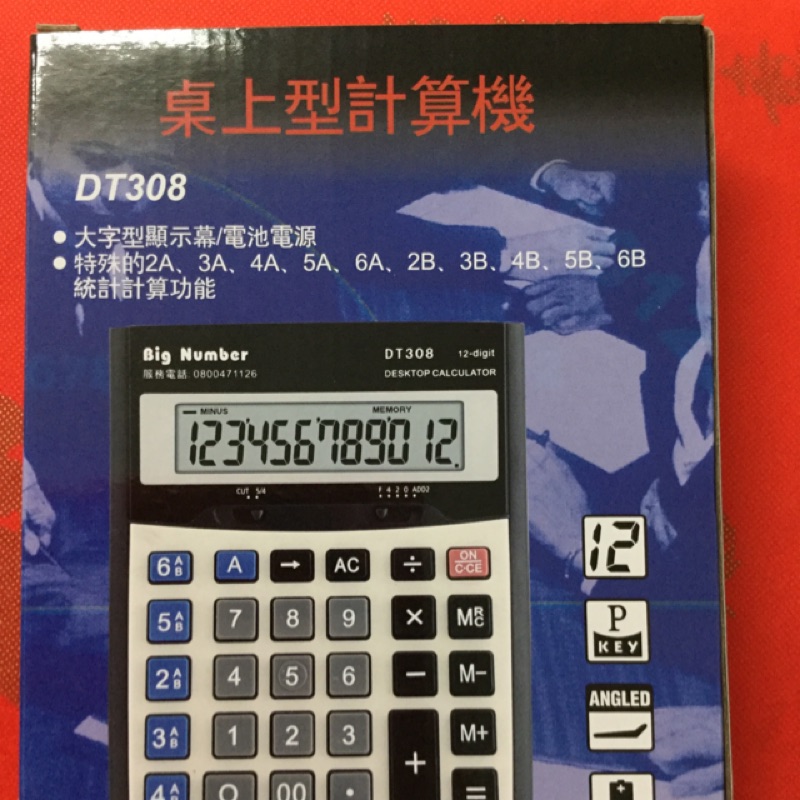 桌上型計算機
DT308
● 大字型顯示幕/電池電源
● 特殊的2A、3A、4A、5A、6A、2B、3B、4B、5B、6B
統計計算功能
Big Number DT308 12-digit
服務電話 0800471126 DESKTOP CALCULATOR
MINUS MEMORY
123456789012.
CUT 5/4 F 4 2 0 ADD2
12
6 A B A → AC ÷ ON C·CE
P
KEY
5 A B 7 8 9 × MRC
2 A B 4 5 6 − M−
ANGLED
3 A B 1 2 3 + M+
4 A B 0 00 · =